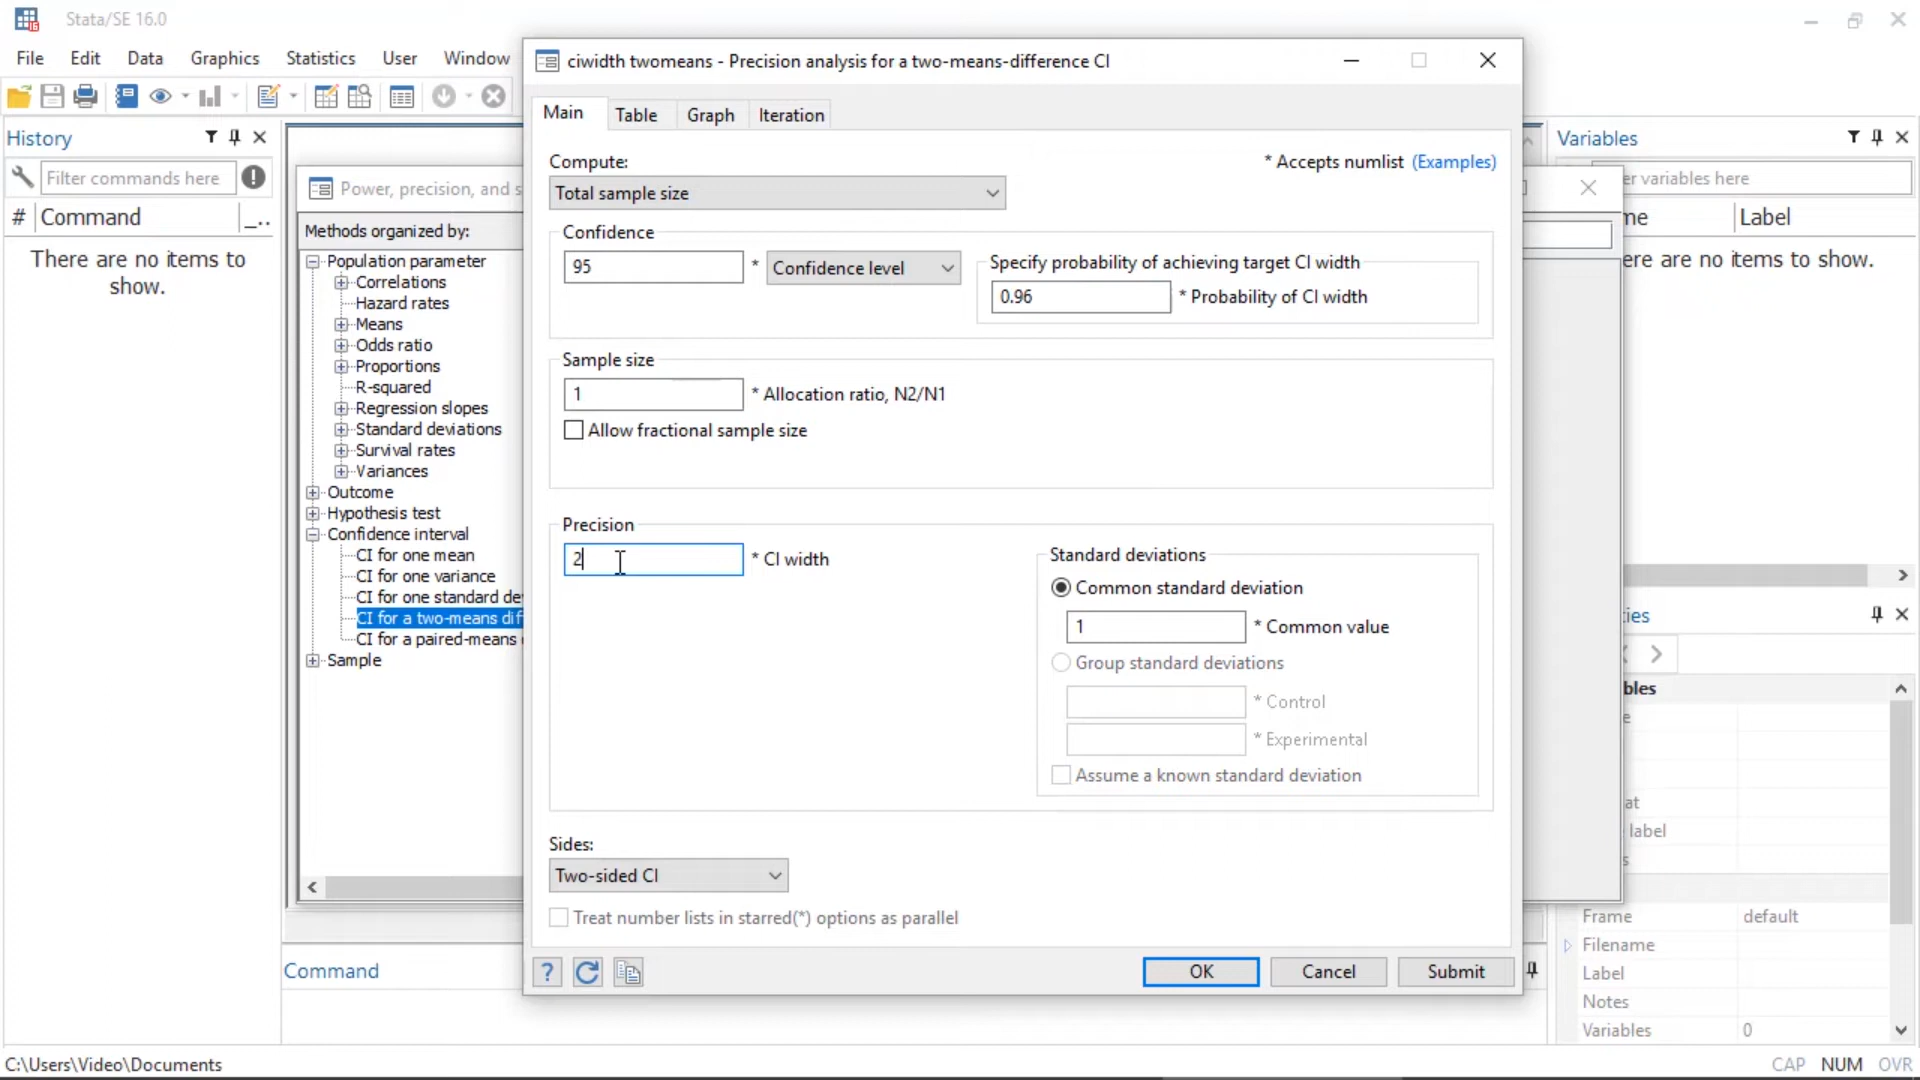 Stata/SE 16.0
File Edit Data Graphics Statistics User Window
History
Filter commands here
# Command _..
There are no items to
show.
Power, precision, and s
Methods organized by:
Population parameter
Correlations
Hazard rates
Means
Odds ratio
Proportions
R-squared
Regression slopes
Standard deviations
Survival rates
Variances
Outcome
Hypothesis test
Confidence interval
CI for one mean
CI for one variance
CI for one standard de
CI for a two-means dif
CI for a paired-means
Sample
Command
ciwidth twomeans - Precision analysis for a two-means-difference CI
Main Table Graph Iteration
Compute:
* Accepts numlist (Examples)
Total sample size
Confidence
95 * Confidence level
Specify probability of achieving target CI width
0.96 * Probability of CI width
Sample size
1 * Allocation ratio, N2/N1
Allow fractional sample size
Precision
2 * CI width
Standard deviations
Common standard deviation
1 * Common value
Group standard deviations
* Control
* Experimental
Assume a known standard deviation
Sides:
Two-sided CI
Treat number lists in starred(*) options as parallel
? OK Cancel Submit
Variables
er variables here
me Label
ere are no items to show.
ties
bles
e
at
label
s
Frame default
Filename
Label
Notes
Variables 0
C:\Users\Video\Documents
CAP NUM OVR